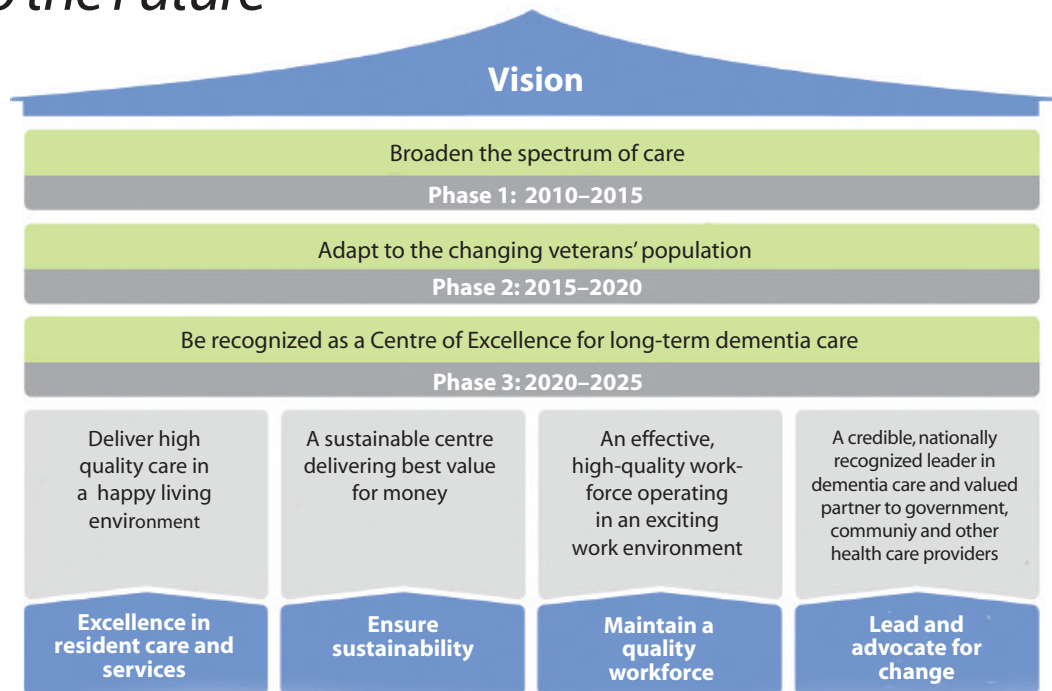 the Future
Vision
Broaden the spectrum of care
Phase 1: 2010–2015
Adapt to the changing veterans' population
Phase 2: 2015–2020
Be recognized as a Centre of Excellence for long-term dementia care
Phase 3: 2020–2025
Deliver high
quality care in
a happy living
environment
A sustainable centre
delivering best value
for money
An effective,
high-quality work-
force operating
in an exciting
work environment
A credible, nationally
recognized leader in
dementia care and valued
partner to government,
communiy and other
health care providers
Excellence in
resident care and
services
Ensure
sustainability
Maintain a
quality
workforce
Lead and
advocate for
change